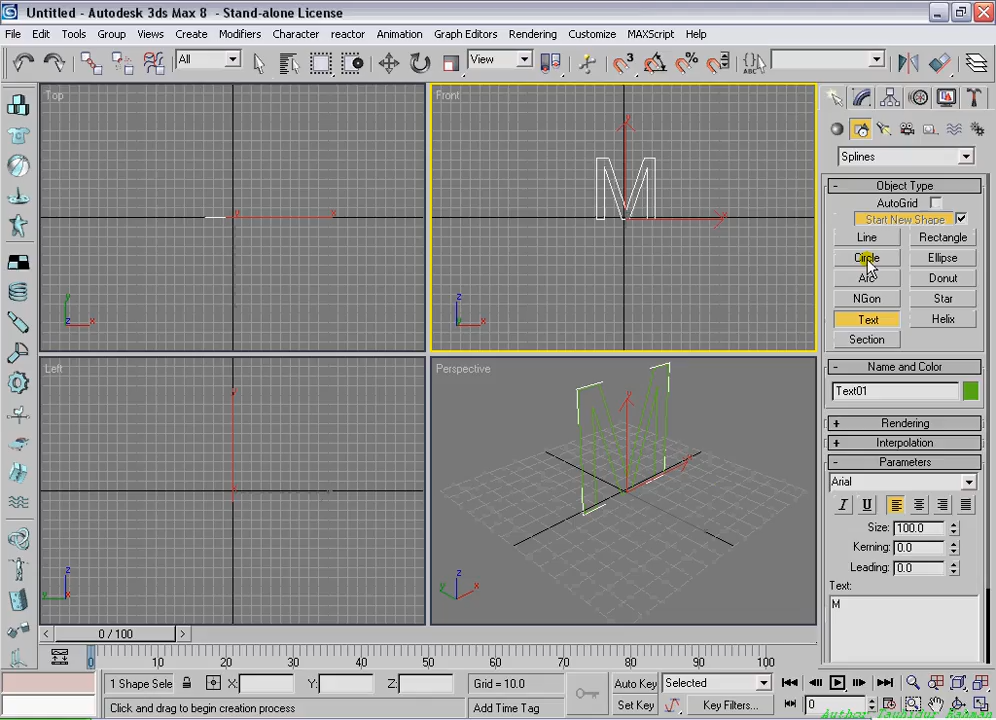 Untitled - Autodesk 3ds Max 8 - Stand-alone License
File Edit Tools Group Views Create Modifiers Character reactor Animation Graph Editors Rendering Customize MAXScript Help
All View
Top Front
Left Perspective
Splines
Object Type
AutoGrid
Start New Shape
Line Rectangle
Circle Ellipse
Arc Donut
NGon Star
Text Helix
Section
Name and Color
Text01
Rendering
Interpolation
Parameters
Arial
Size: 100.0
Kerning: 0.0
Leading: 0.0
Text:
M
0 / 100
0 10 20 30 40 50 60 70 80 90 100
1 Shape Sele X: Y: Z: Grid = 10.0 Auto Key Selected
Click and drag to begin creation process Add Time Tag Set Key Key Filters... 0
Author Tauhidur Rahman